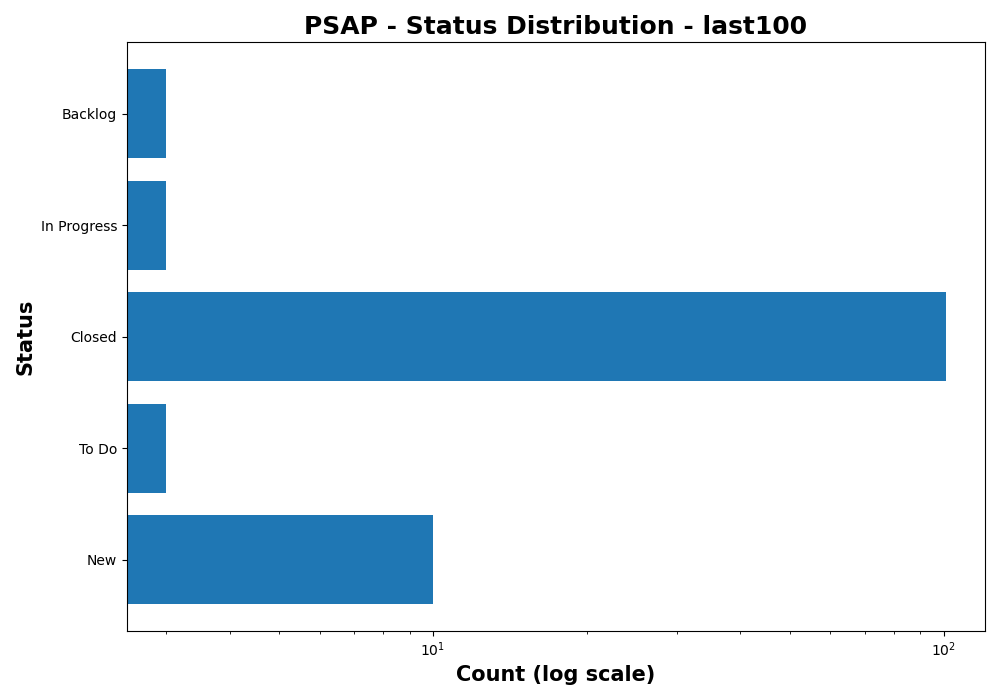 PSAP - Status Distribution - last100
Status
Backlog
In Progress
Closed
To Do
New
10¹
10²
Count (log scale)